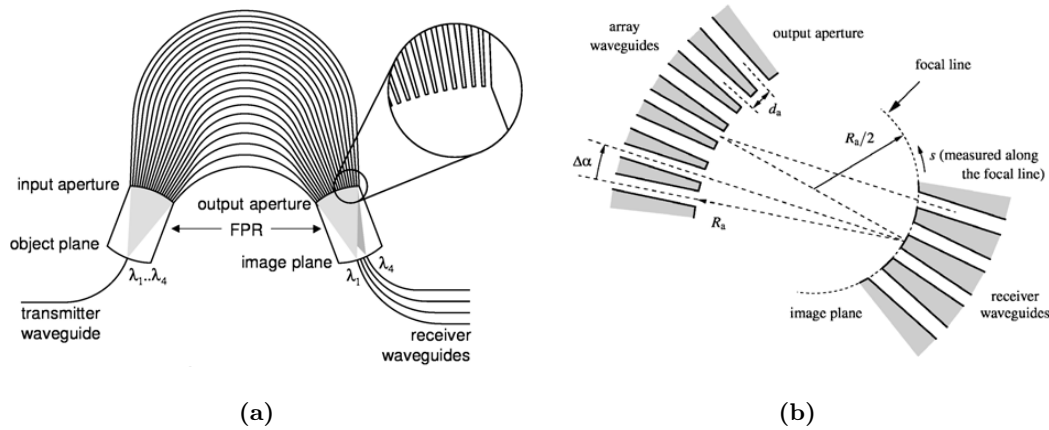 input aperture
object plane
λ1..λ4
transmitter
waveguide
output aperture
FPR
image plane
λ1
λ4
receiver
waveguides
(a)
array
waveguides
output aperture
da
focal line
Ra/2
s (measured along
the focal line)
Δα
Ra
image plane
receiver
waveguides
(b)